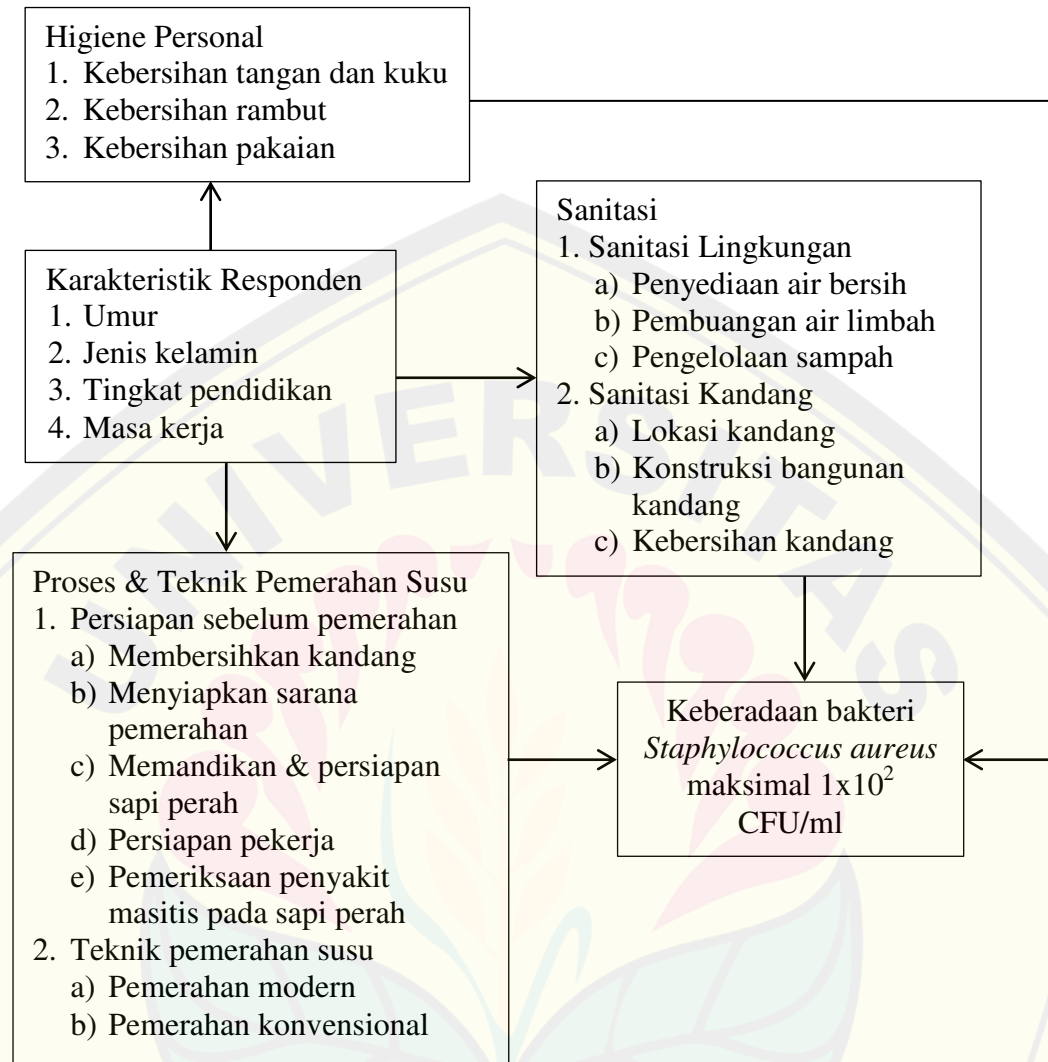 Higiene Personal
1. Kebersihan tangan dan kuku
2. Kebersihan rambut
3. Kebersihan pakaian
Karakteristik Responden
1. Umur
2. Jenis kelamin
3. Tingkat pendidikan
4. Masa kerja
Sanitasi
1. Sanitasi Lingkungan
a) Penyediaan air bersih
b) Pembuangan air limbah
c) Pengelolaan sampah
2. Sanitasi Kandang
a) Lokasi kandang
b) Konstruksi bangunan
kandang
c) Kebersihan kandang
Proses & Teknik Pemerahan Susu
1. Persiapan sebelum pemerahan
a) Membersihkan kandang
b) Menyiapkan sarana
pemerahan
c) Memandikan & persiapan
sapi perah
d) Persiapan pekerja
e) Pemeriksaan penyakit
masitis pada sapi perah
2. Teknik pemerahan susu
a) Pemerahan modern
b) Pemerahan konvensional
Keberadaan bakteri
Staphylococcus aureus
maksimal 1x10²
CFU/ml
UNIVERSITAS